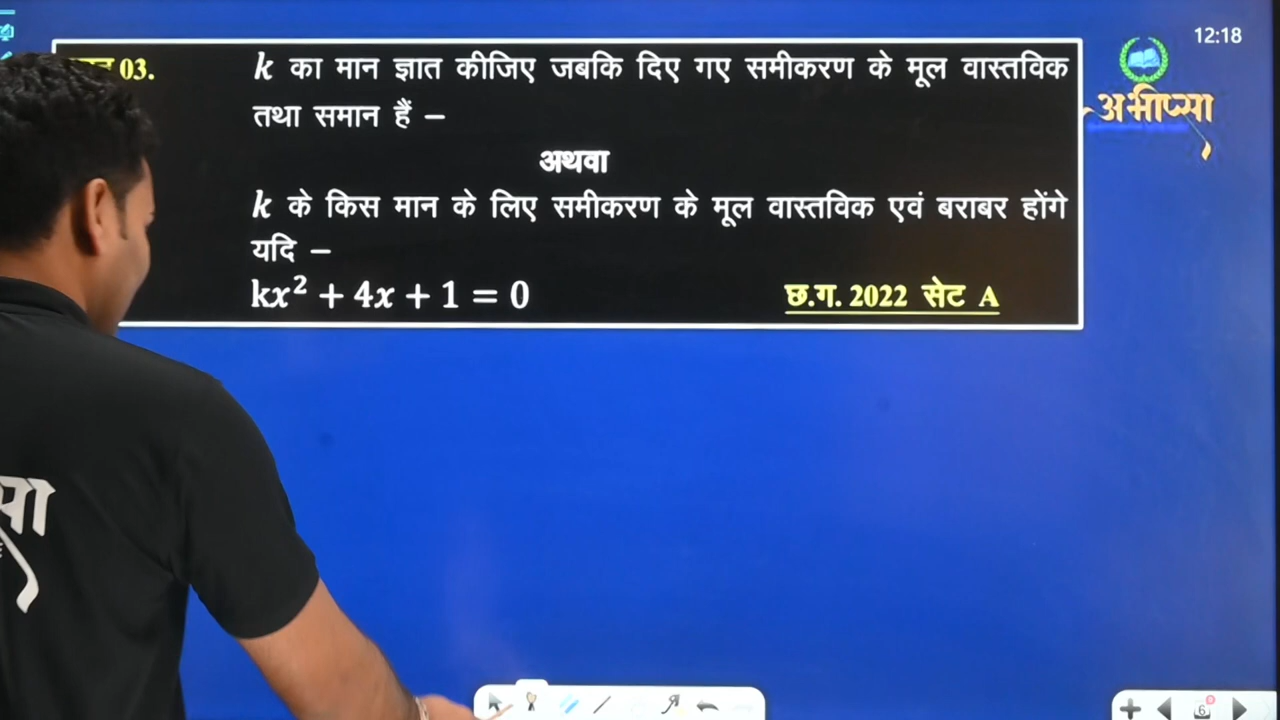 12:18
03. k का मान ज्ञात कीजिए जबकि दिए गए समीकरण के मूल वास्तविक
तथा समान हैं –
अथवा
k के किस मान के लिए समीकरण के मूल वास्तविक एवं बराबर होंगे
यदि –
kx² + 4x + 1 = 0 छ.ग. 2022 सेट A
अभीप्सा
6